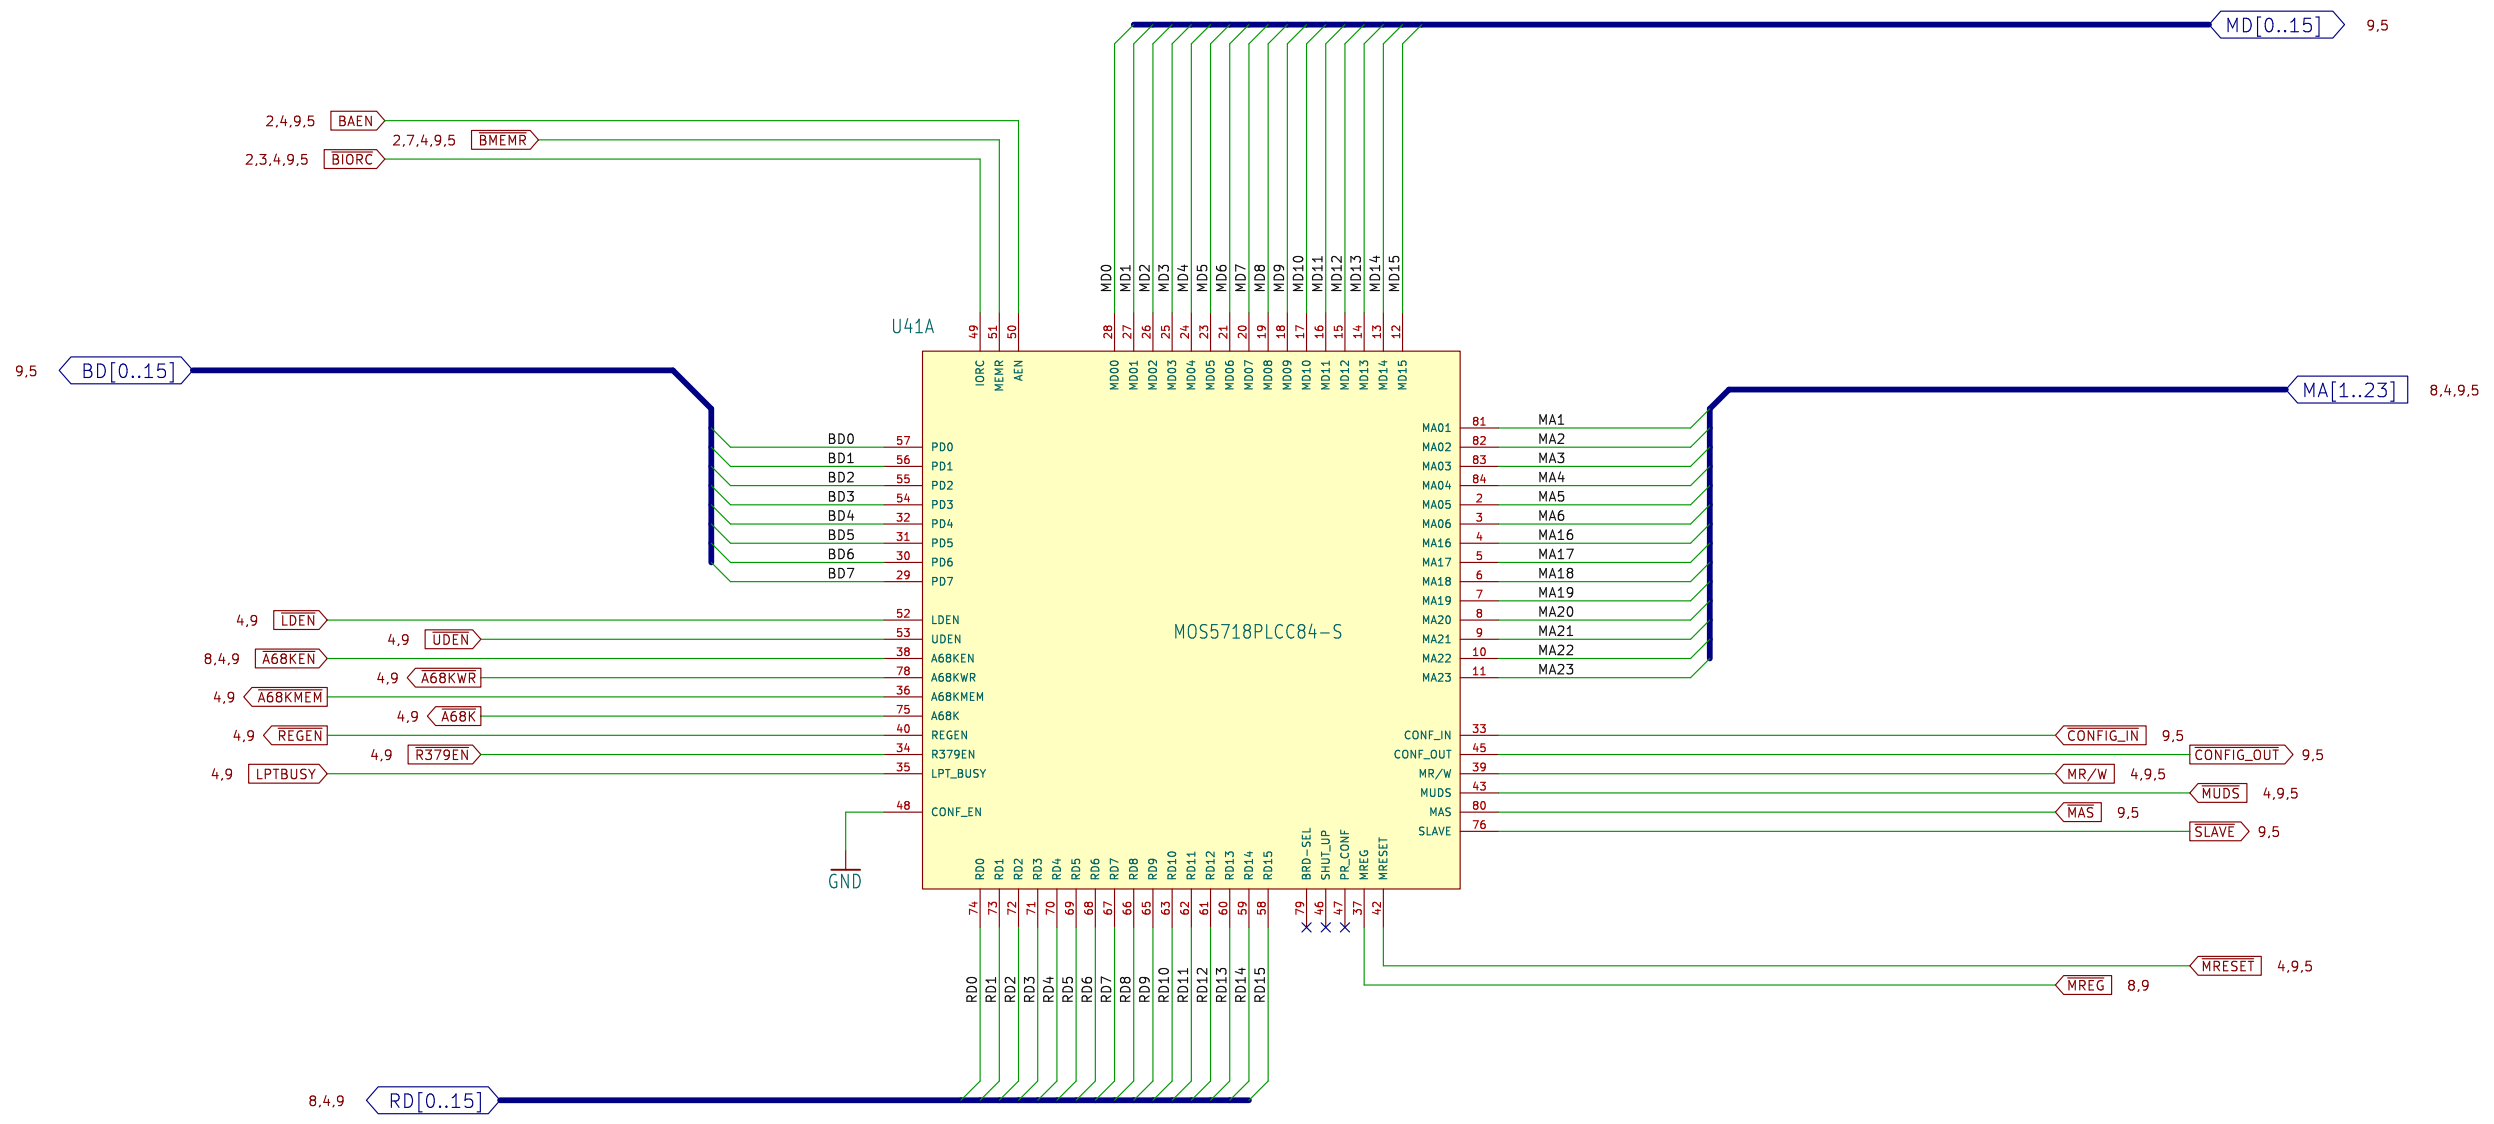 MD[0..15] 9,5
2,4,9,5 BAEN
2,7,4,9,5 BMEMR
2,3,4,9,5 BIORC
MD0 MD1 MD2 MD3 MD4 MD5 MD6 MD7 MD8 MD9 MD10 MD11 MD12 MD13 MD14 MD15
U41A
49 51 50 28 27 26 25 24 23 21 20 19 18 17 16 15 14 13 12
IORC MEMR AEN MD00 MD01 MD02 MD03 MD04 MD05 MD06 MD07 MD08 MD09 MD10 MD11 MD12 MD13 MD14 MD15
9,5 BD[0..15]
MA[1..23] 8,4,9,5
MA01 81 MA1
BD0 57 PD0
MA02 82 MA2
BD1 56 PD1
MA03 83 MA3
BD2 55 PD2
MA04 84 MA4
BD3 54 PD3
MA05 2 MA5
BD4 32 PD4
MA06 3 MA6
BD5 31 PD5
MA16 4 MA16
BD6 30 PD6
MA17 5 MA17
BD7 29 PD7
MA18 6 MA18
MA19 7 MA19
4,9 LDEN 52 LDEN
MA20 8 MA20
4,9 UDEN 53 UDEN
MOS5718PLCC84-S
MA21 9 MA21
8,4,9 A68KEN 38 A68KEN
MA22 10 MA22
4,9 A68KWR 78 A68KWR
MA23 11 MA23
4,9 A68KMEM 36 A68KMEM
4,9 A68K 75 A68K
4,9 REGEN 40 REGEN
CONF_IN 33 CONFIG_IN 9,5
4,9 R379EN 34 R379EN
CONF_OUT 45 CONFIG_OUT 9,5
4,9 LPTBUSY 35 LPT_BUSY
MR/W 39 MR/W 4,9,5
MUDS 43 MUDS 4,9,5
48 CONF_EN
MAS 80 MAS 9,5
SLAVE 76 SLAVE 9,5
GND
RD0 RD1 RD2 RD3 RD4 RD5 RD6 RD7 RD8 RD9 RD10 RD11 RD12 RD13 RD14 RD15 BRD-SEL SHUT_UP PR_CONF MREG MRESET
74 73 72 71 70 69 68 67 66 65 63 62 61 60 59 58 79 46 47 37 42
MRESET 4,9,5
MREG 8,9
RD0 RD1 RD2 RD3 RD4 RD5 RD6 RD7 RD8 RD9 RD10 RD11 RD12 RD13 RD14 RD15
8,4,9 RD[0..15]